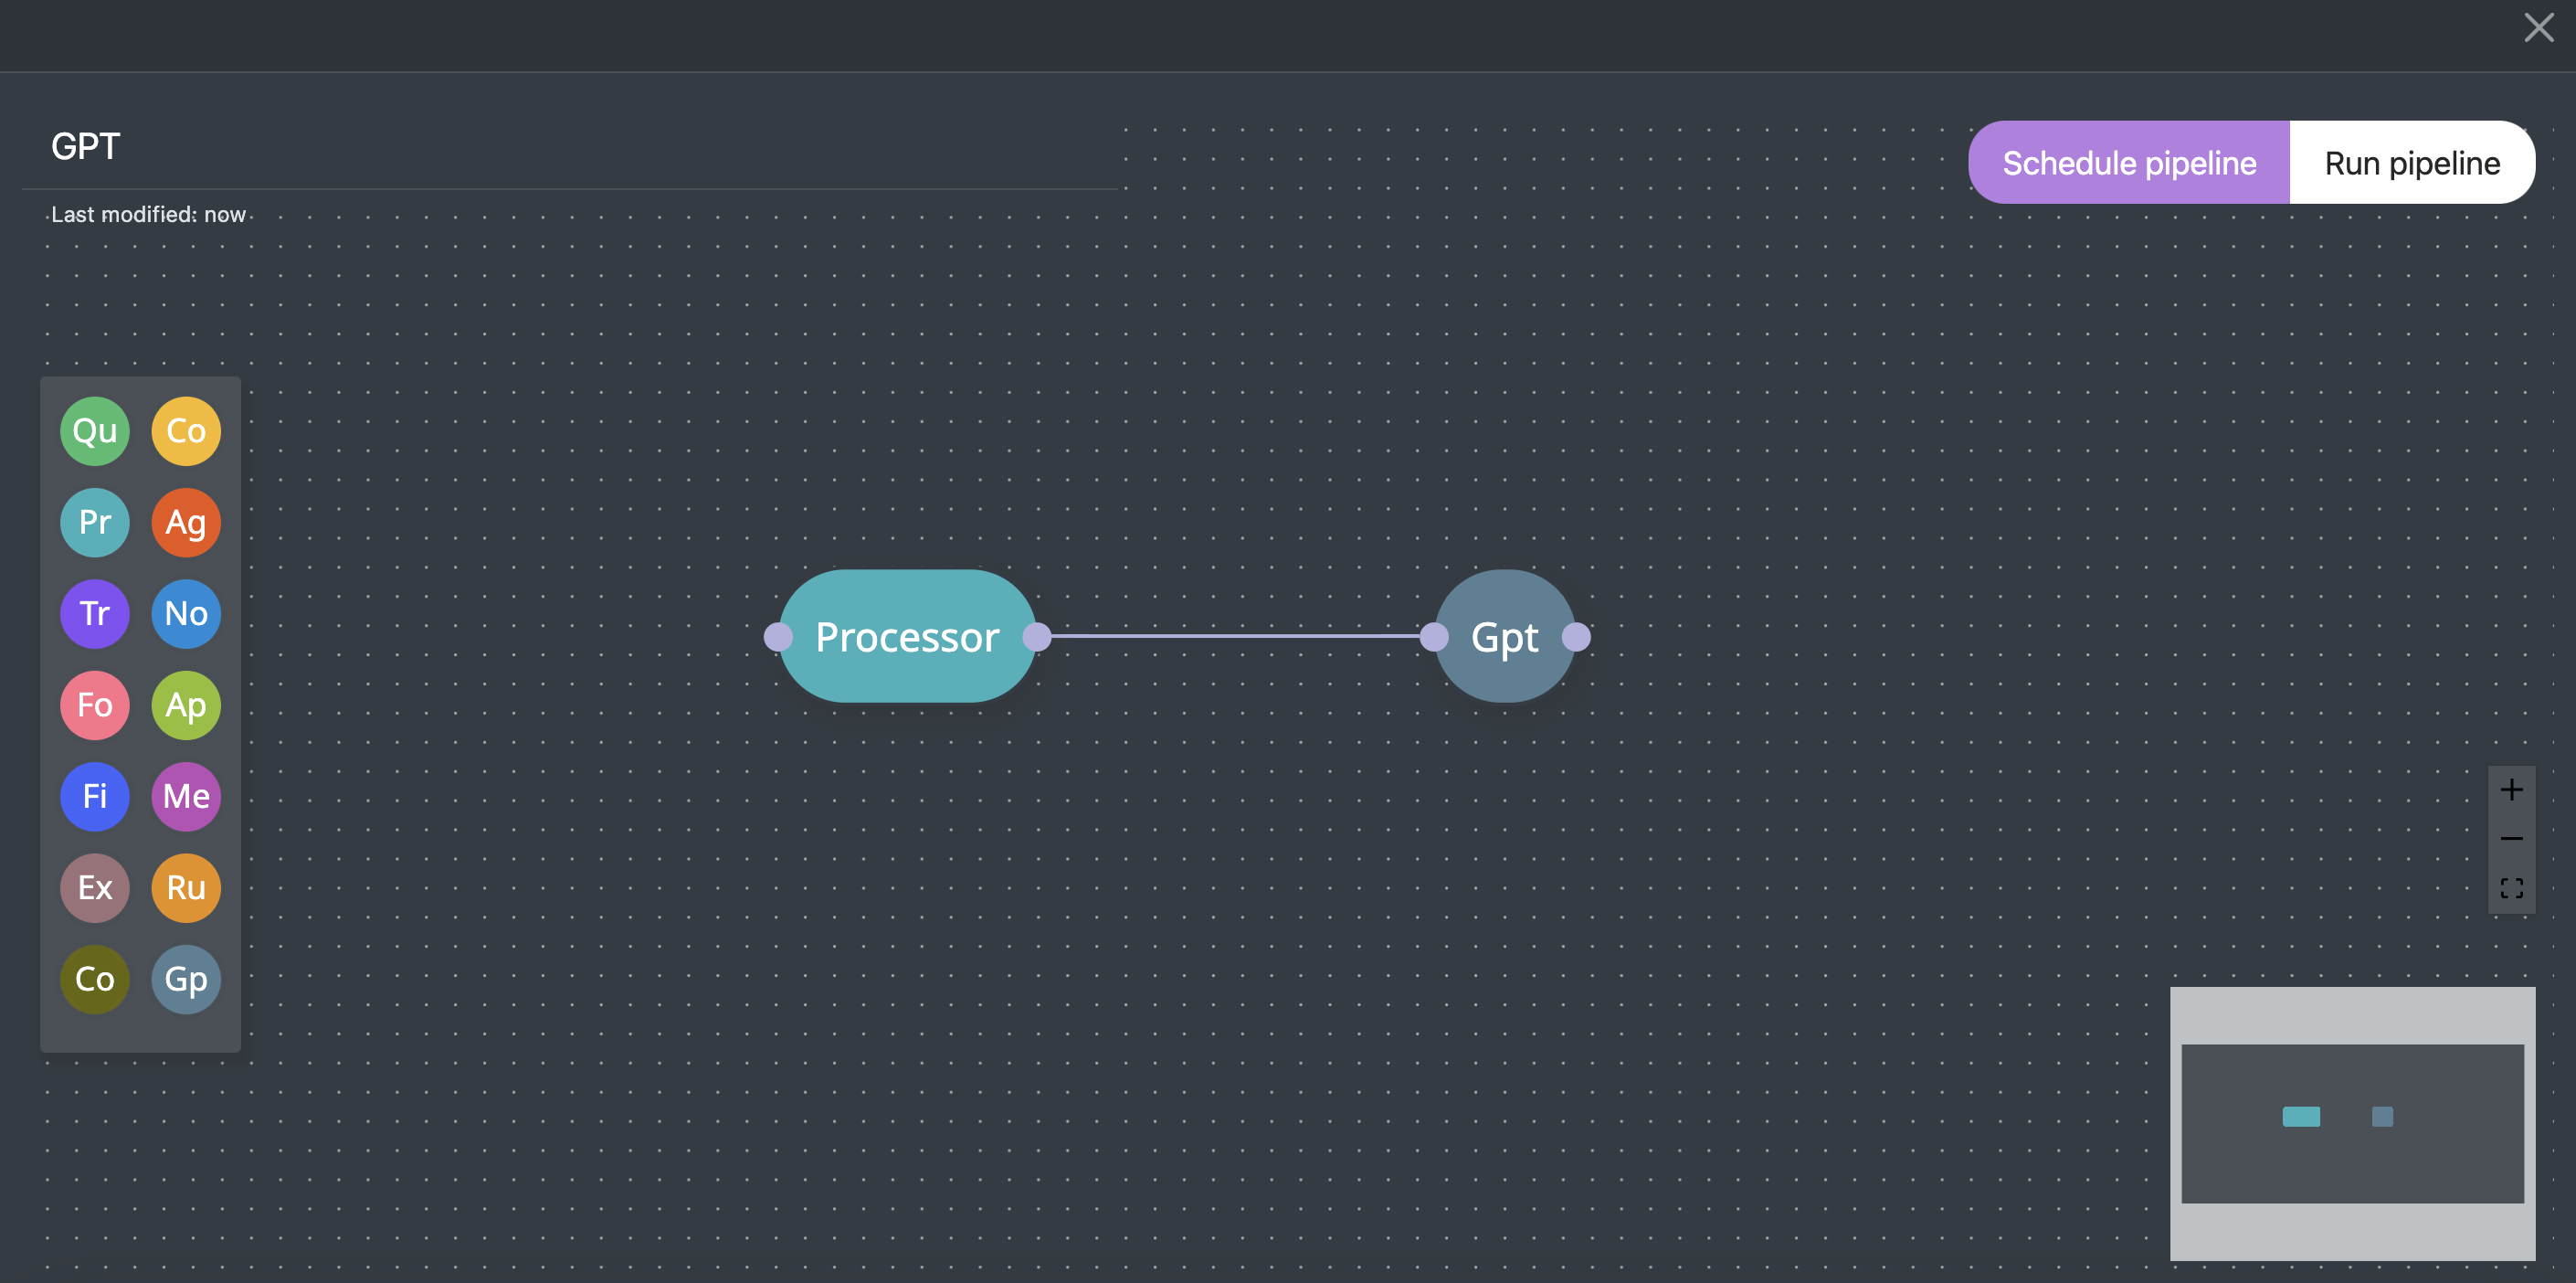 GPT
Last modified: now
Schedule pipeline
Run pipeline
Qu Co
Pr Ag
Tr No
Fo Ap
Fi Me
Ex Ru
Co Gp
Processor
Gpt